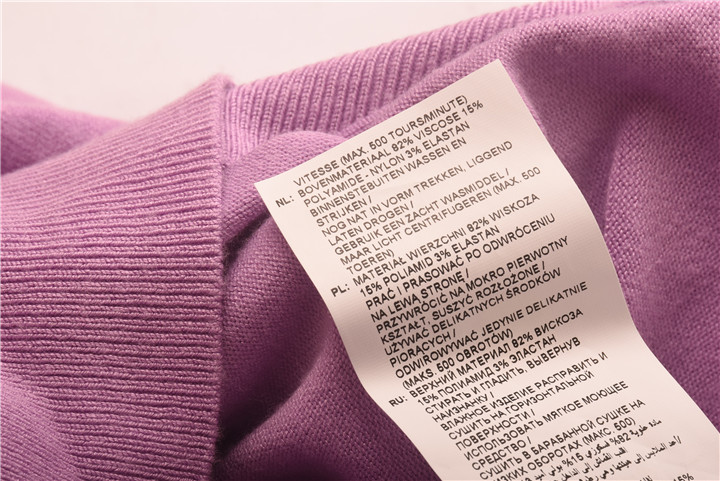 VITESSE (MAX. 500 TOURS/MINUTE)
NL: BOVENMATERIAAL 82% VISCOSE 15%
POLYAMIDE - NYLON 3% ELASTAN
BINNENSTEBUITEN WASSEN EN
STRIJKEN /
NOG NAT IN VORM TREKKEN, LIGGEND
LATEN DROGEN /
GEBRUIK EEN ZACHT WASMIDDEL /
MAAR LICHT CENTRIFUGEREN (MAX. 500
TOEREN)
PL: MATERIAŁ WIERZCHNI 82% WISKOZA
15% POLIAMID 3% ELASTAN
PRAĆ I PRASOWAĆ PO ODWRÓCENIU
NA LEWĄ STRONĘ /
PRZYWRÓCIĆ NA MOKRO PIERWOTNY
KSZTAŁT, SUSZYĆ ROZŁOŻONE /
UŻYWAĆ DELIKATNYCH ŚRODKÓW
PIORĄCYCH /
ODWIROWYWAĆ JEDYNIE DELIKATNIE
(MAKS. 500 OBROTÓW)
RU: ВЕРХНИЙ МАТЕРИАЛ 82% ВИСКОЗА
15% ПОЛИАМИД 3% ЭЛАСТАН
СТИРАТЬ И ГЛАДИТЬ, ВЫВЕРНУВ
НАИЗНАНКУ /
ВЛАЖНОЕ ИЗДЕЛИЕ РАСПРАВИТЬ И
СУШИТЬ НА ГОРИЗОНТАЛЬНОЙ
ПОВЕРХНОСТИ /
ИСПОЛЬЗОВАТЬ МЯГКОЕ МОЮЩЕЕ
СРЕДСТВО /
СУШИТЬ В БАРАБАННОЙ СУШКЕ НА
ОБОРОТАХ (МАКС. 500)